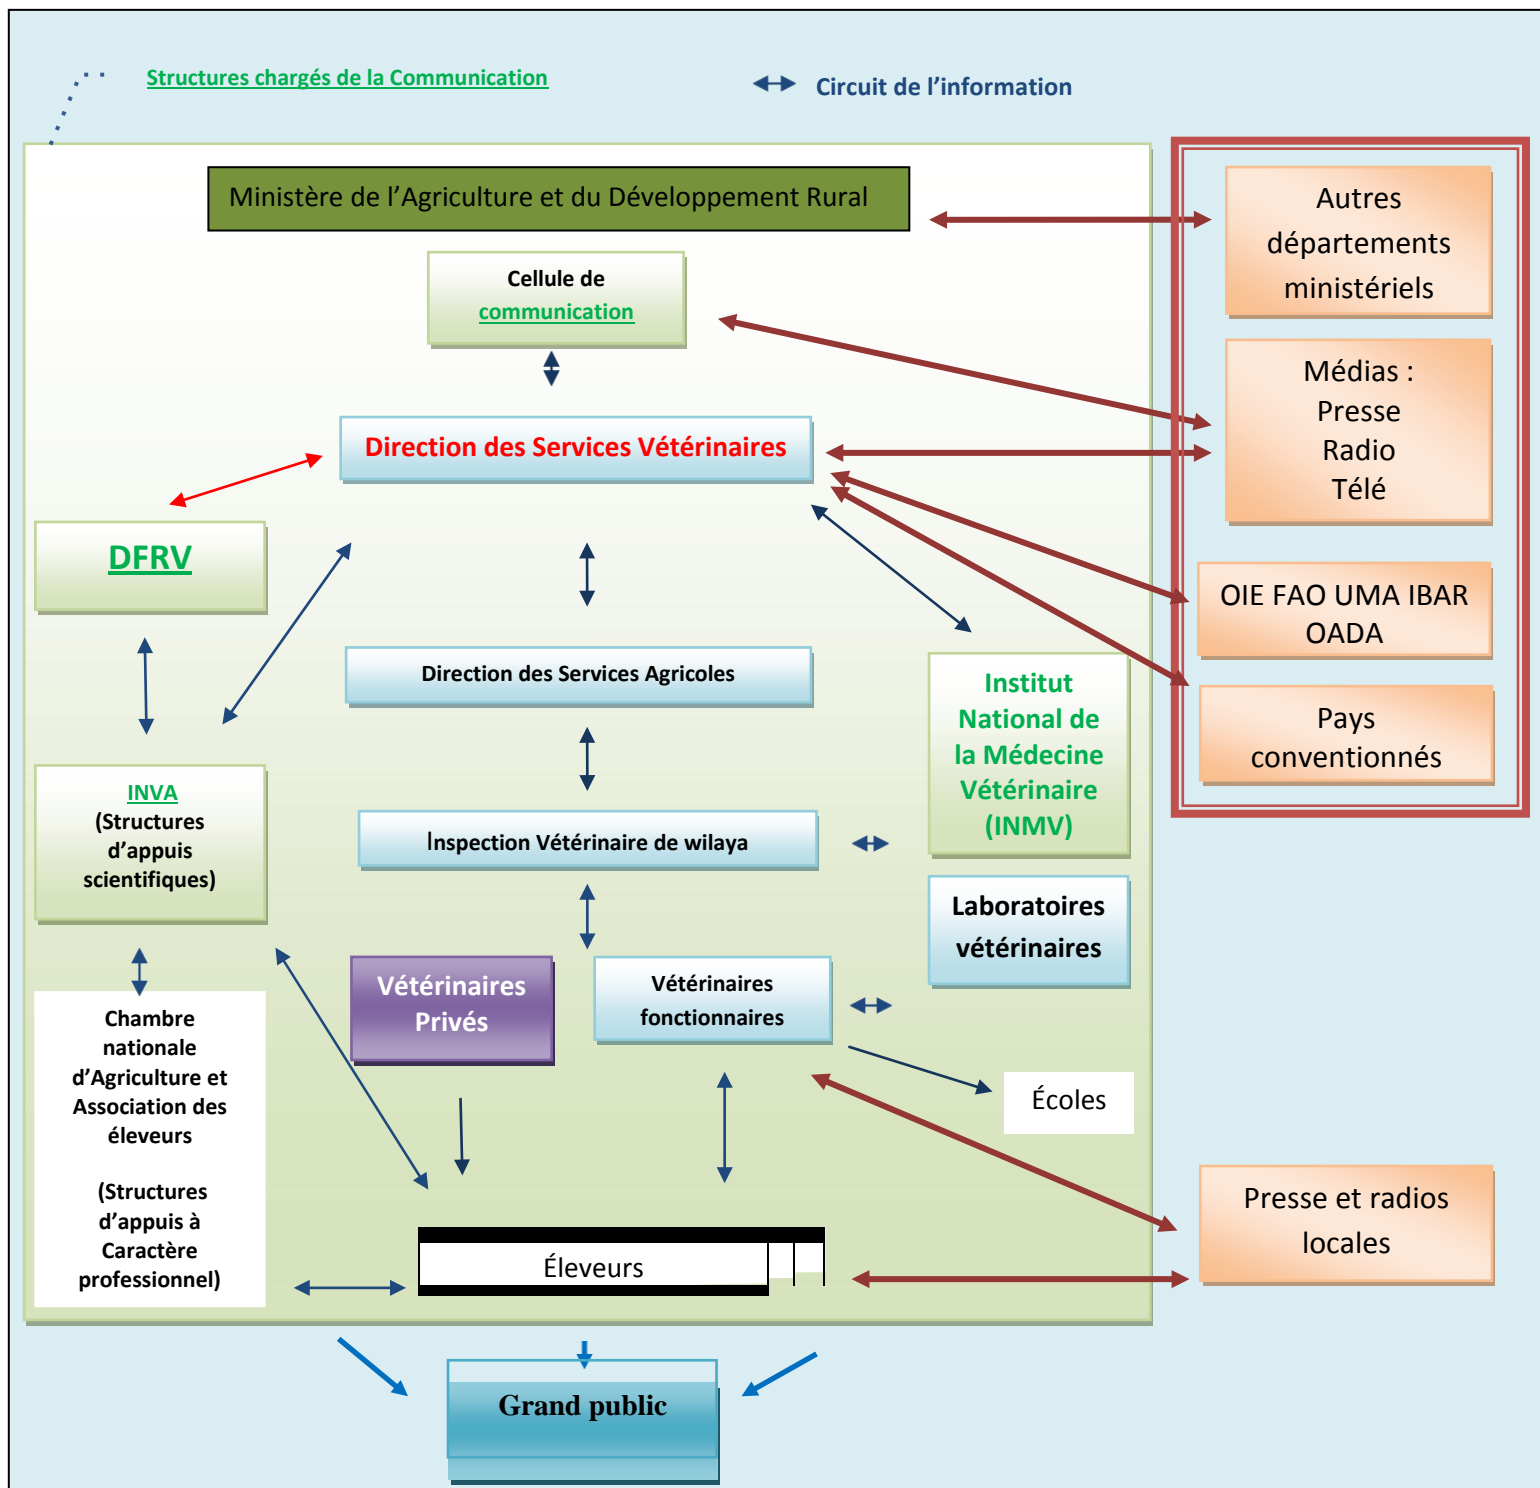 Structures chargés de la Communication
Circuit de l’information
Ministère de l’Agriculture et du Développement Rural
Cellule de
communication
Direction des Services Vétérinaires
DFRV
Direction des Services Agricoles
INVA
(Structures
d’appuis
scientifiques)
Inspection Vétérinaire de wilaya
Institut
National de
la Médecine
Vétérinaire
(INMV)
Laboratoires
vétérinaires
Vétérinaires
Privés
Vétérinaires
fonctionnaires
Chambre
nationale
d’Agriculture et
Association des
éleveurs
(Structures
d’appuis à
Caractère
professionnel)
Écoles
Éleveurs
Grand public
Autres
départements
ministériels
Médias :
Presse
Radio
Télé
OIE FAO UMA IBAR
OADA
Pays
conventionnés
Presse et radios
locales